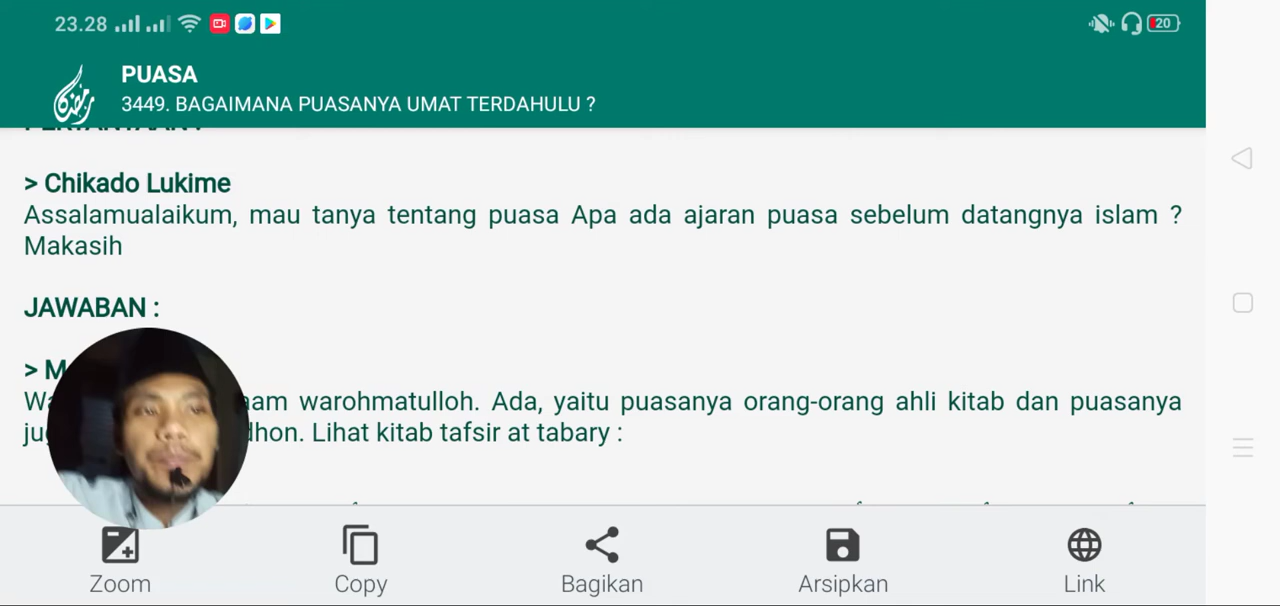 23.28
20
PUASA
3449. BAGAIMANA PUASANYA UMAT TERDAHULU ?
> Chikado Lukime
Assalamualaikum, mau tanya tentang puasa Apa ada ajaran puasa sebelum datangnya islam ?
Makasih
JAWABAN :
> M
warohmatulloh. Ada, yaitu puasanya orang-orang ahli kitab dan puasanya
Lihat kitab tafsir at tabary :
Zoom
Copy
Bagikan
Arsipkan
Link